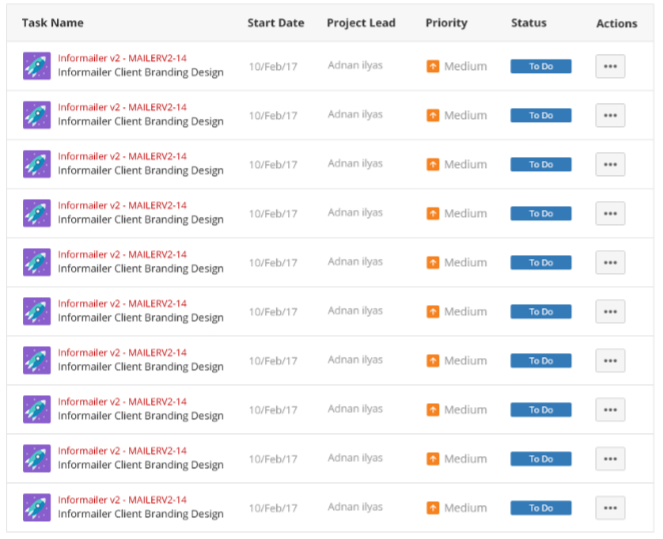 Task Name Start Date Project Lead Priority Status Actions
Informailer v2 - MAILERV2-14
Informailer Client Branding Design 10/Feb/17 Adnan ilyas Medium To Do
Informailer v2 - MAILERV2-14
Informailer Client Branding Design 10/Feb/17 Adnan ilyas Medium To Do
Informailer v2 - MAILERV2-14
Informailer Client Branding Design 10/Feb/17 Adnan ilyas Medium To Do
Informailer v2 - MAILERV2-14
Informailer Client Branding Design 10/Feb/17 Adnan ilyas Medium To Do
Informailer v2 - MAILERV2-14
Informailer Client Branding Design 10/Feb/17 Adnan ilyas Medium To Do
Informailer v2 - MAILERV2-14
Informailer Client Branding Design 10/Feb/17 Adnan ilyas Medium To Do
Informailer v2 - MAILERV2-14
Informailer Client Branding Design 10/Feb/17 Adnan ilyas Medium To Do
Informailer v2 - MAILERV2-14
Informailer Client Branding Design 10/Feb/17 Adnan ilyas Medium To Do
Informailer v2 - MAILERV2-14
Informailer Client Branding Design 10/Feb/17 Adnan ilyas Medium To Do
Informailer v2 - MAILERV2-14
Informailer Client Branding Design 10/Feb/17 Adnan ilyas Medium To Do